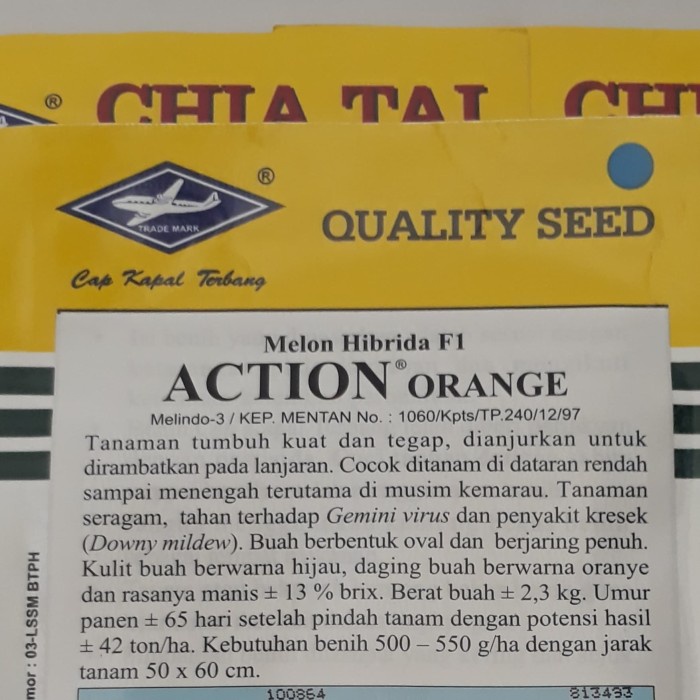 ® CHIA TAI CHI
®
TRADE MARK
QUALITY SEED
Cap Kapal Terbang
Melon Hibrida F1
ACTION® ORANGE
Melindo-3 / KEP. MENTAN No. : 1060/Kpts/TP.240/12/97
Tanaman tumbuh kuat dan tegap, dianjurkan untuk
dirambatkan pada lanjaran. Cocok ditanam di dataran rendah
sampai menengah terutama di musim kemarau. Tanaman
seragam, tahan terhadap Gemini virus dan penyakit kresek
(Downy mildew). Buah berbentuk oval dan berjaring penuh.
Kulit buah berwarna hijau, daging buah berwarna oranye
dan rasanya manis ± 13 % brix. Berat buah ± 2,3 kg. Umur
panen ± 65 hari setelah pindah tanam dengan potensi hasil
± 42 ton/ha. Kebutuhan benih 500 – 550 g/ha dengan jarak
tanam 50 x 60 cm.
100864 813493
mor : 03-LSSM BTPH